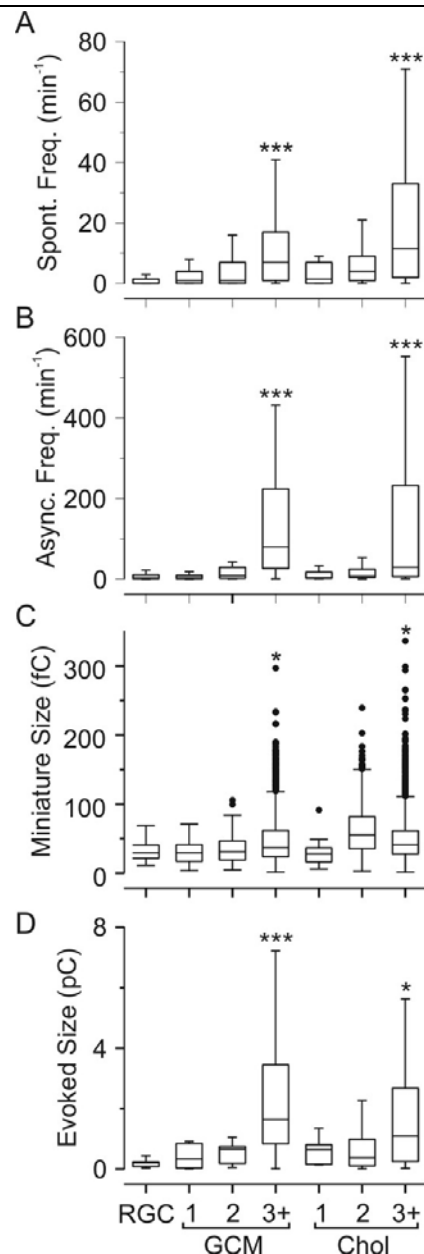 A
Spont. Freq. (min⁻¹)
80
60
40
20
0
***
***
B
Async. Freq. (min⁻¹)
600
400
200
0
***
***
C
Miniature Size (fC)
300
200
100
0
*
*
D
Evoked Size (pC)
8
4
0
***
*
RGC 1 2 3+ 1 2 3+
GCM Chol